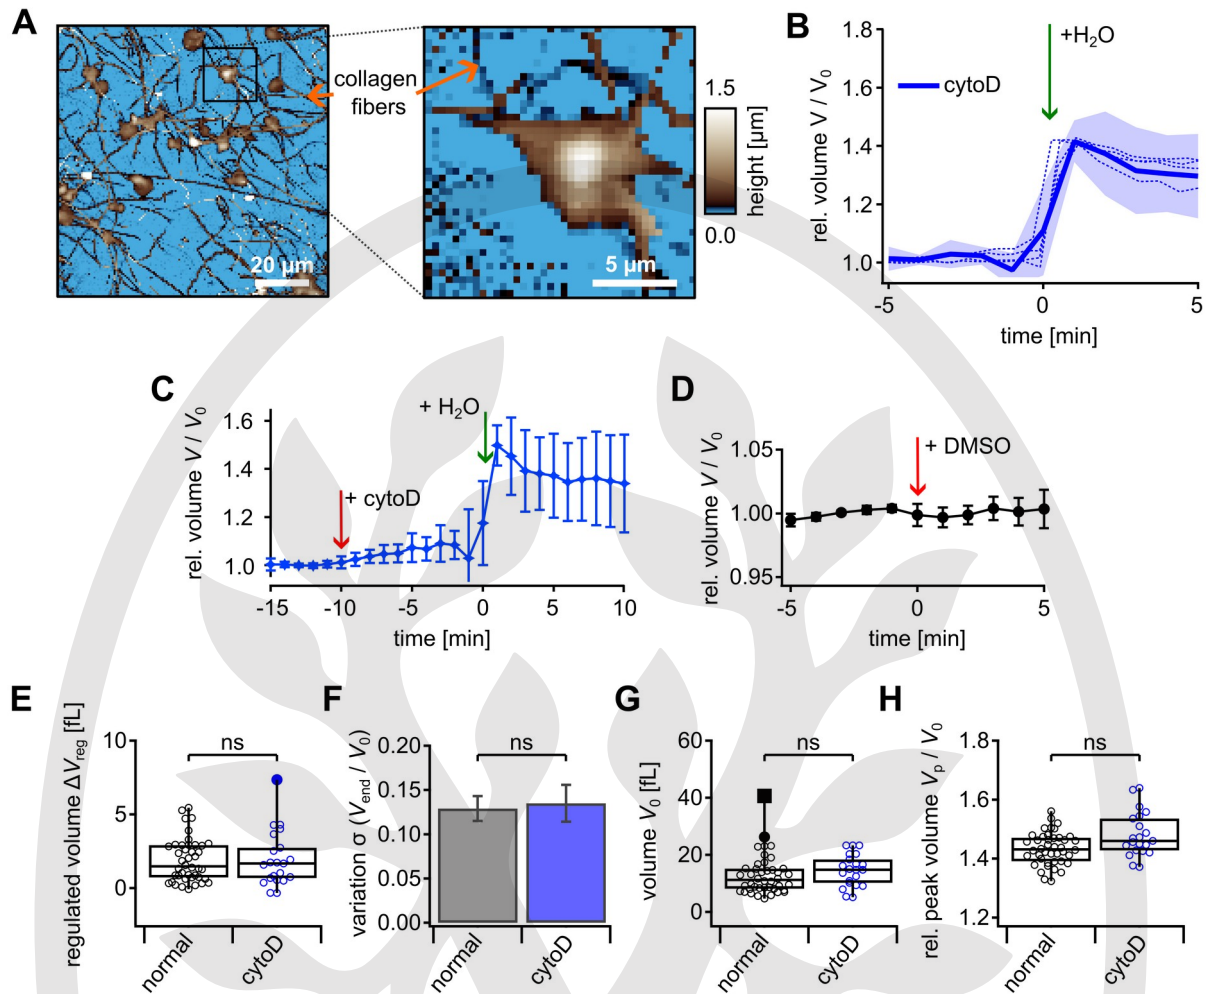 A
collagen
fibers
20 µm
5 µm
1.5
height [µm]
0.0
B
rel. volume V / V0
1.8
1.6
1.4
1.2
1.0
+H2O
cytoD
-5
0
5
time [min]
C
rel. volume V / V0
1.6
1.4
1.2
1.0
+ cytoD
+ H2O
-15
-10
-5
0
5
10
time [min]
D
rel. volume V / V0
1.05
1.00
0.95
+ DMSO
-5
0
5
time [min]
E
regulated volume ΔVreg [fL]
10
5
0
ns
normal
cytoD
F
variation σ (Vend / V0)
0.20
0.15
0.10
0.05
0.00
ns
normal
cytoD
G
volume V0 [fL]
60
40
20
0
ns
normal
cytoD
H
rel. peak volume Vp / V0
1.8
1.6
1.4
1.2
ns
normal
cytoD